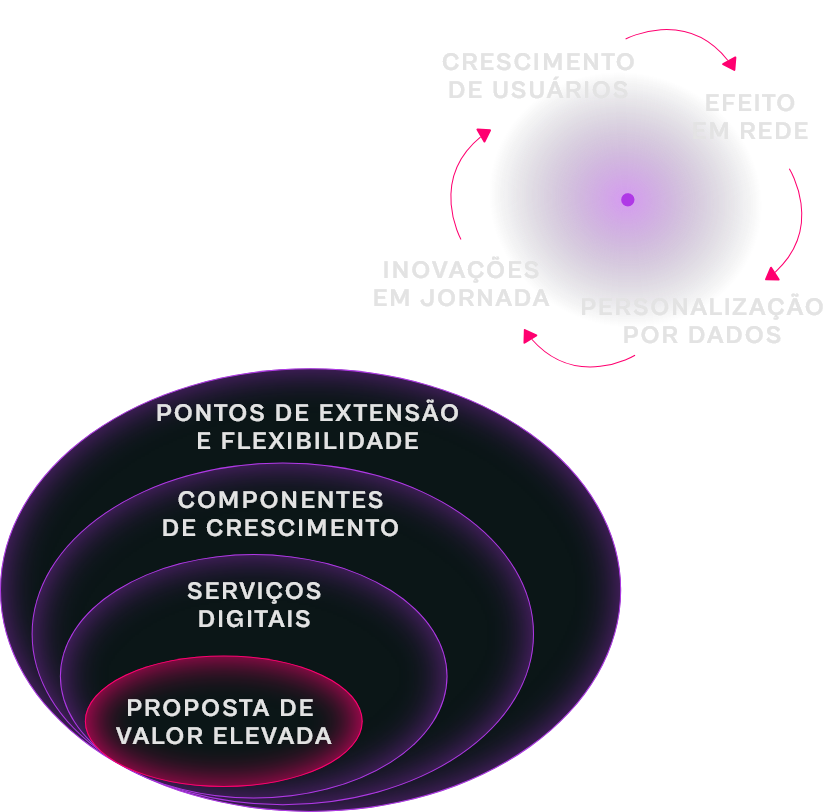 CRESCIMENTO
DE USUÁRIOS
EFEITO
EM REDE
INOVAÇÕES
EM JORNADA
PERSONALIZAÇÃO
POR DADOS
PONTOS DE EXTENSÃO
E FLEXIBILIDADE
COMPONENTES
DE CRESCIMENTO
SERVIÇOS
DIGITAIS
PROPOSTA DE
VALOR ELEVADA